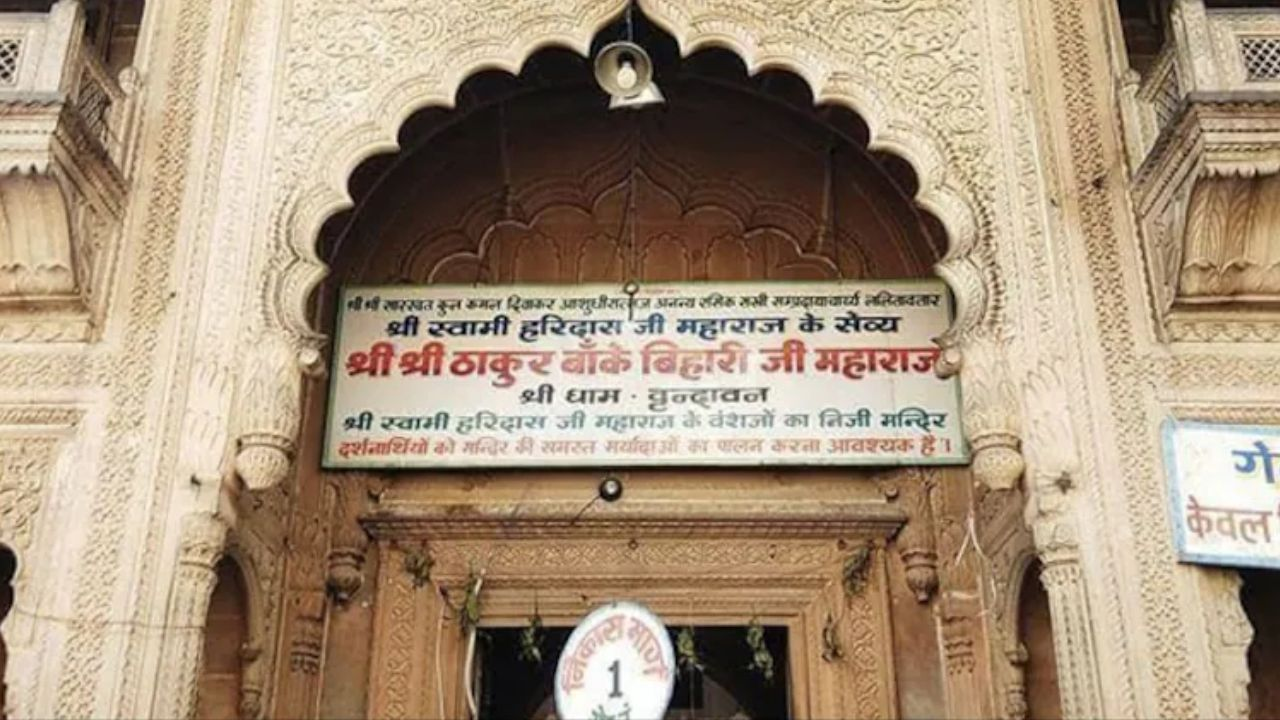 श्री श्री सारस्वत कुल कमल दिवाकर आशुधीरात्मज अनन्य रसिक सखी सम्प्रदायाचार्य ललितावतार
श्री स्वामी हरिदास जी महाराज के सेव्य
श्री श्री ठाकुर बाँके बिहारी जी महाराज
श्री धाम · वृन्दावन
श्री स्वामी हरिदास जी महाराज के वंशजों का निजी मन्दिर
दर्शनार्थियों को मन्दिर की समस्त मर्यादाओं का पालन करना आवश्यक है ।
केवल
निकास मार्ग
1